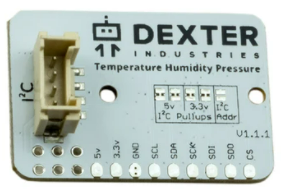 DEXTER
INDUSTRIES
Temperature Humidity Pressure
I²C
5v 3.3v I²C
I²C Pullups Addr
V1.1.1
5v 3.3v GND SCL SDA SCK SDI SDO CS